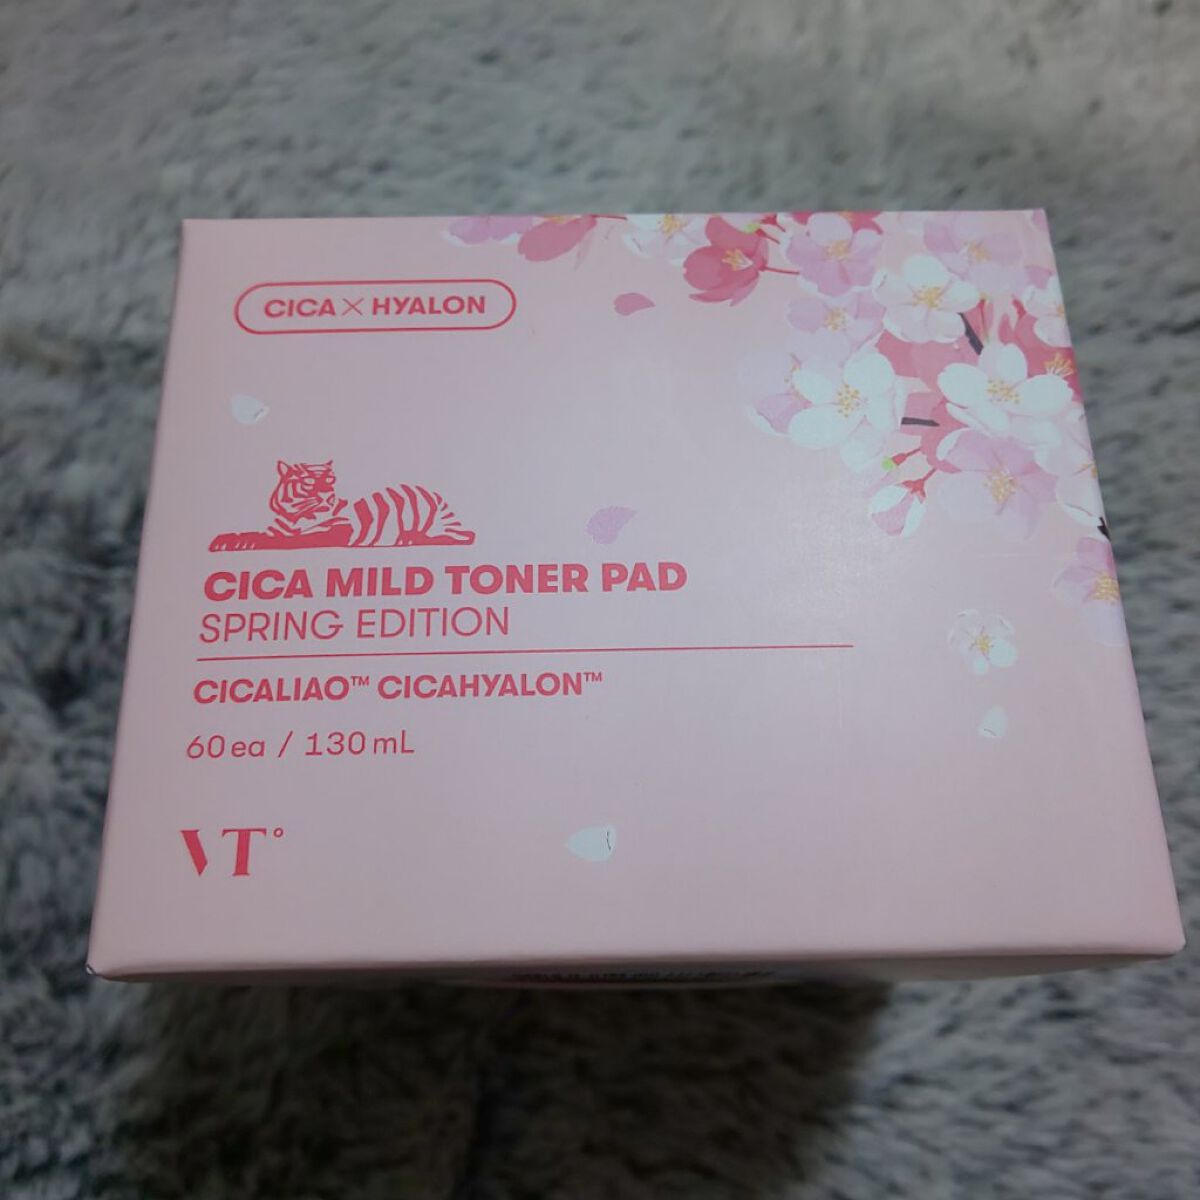 CICA × HYALON
CICA MILD TONER PAD
SPRING EDITION
CICALIAO™ CICAHYALON™
60 ea / 130 mL
VT°